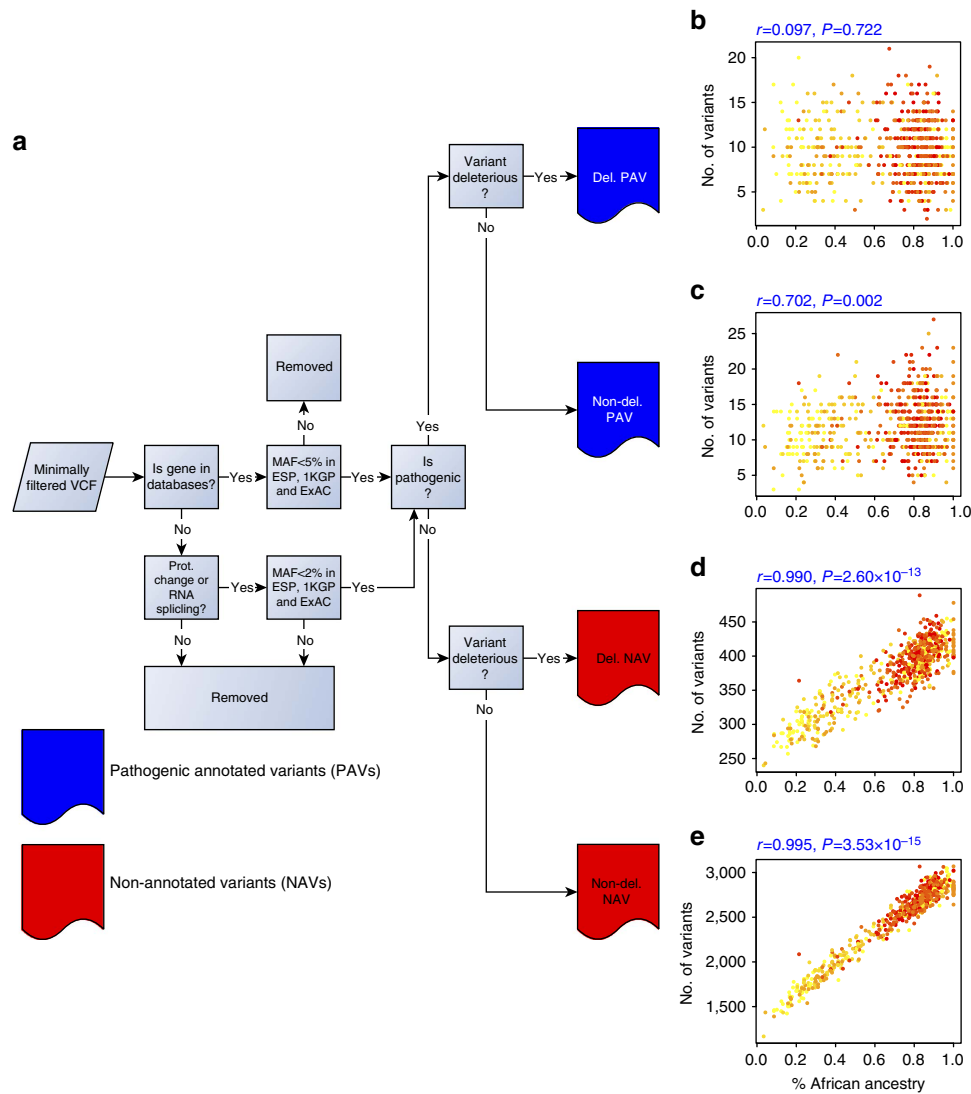 a
Minimally
filtered VCF
Is gene in
databases?
Yes
No
MAF<5% in
ESP, 1KGP
and ExAC
No
Removed
Yes
Prot.
change or
RNA
splicling?
Yes
No
MAF<2% in
ESP, 1KGP
and ExAC
Yes
No
Removed
Is
pathogenic
?
Yes
No
Variant
deleterious
?
Yes
No
Del. PAV
Non-del.
PAV
Variant
deleterious
?
Yes
No
Del. NAV
Non-del.
NAV
Pathogenic annotated variants (PAVs)
Non-annotated variants (NAVs)
b
r=0.097, P=0.722
No. of variants
20
15
10
5
0.0 0.2 0.4 0.6 0.8 1.0
c
r=0.702, P=0.002
No. of variants
25
20
15
10
5
0.0 0.2 0.4 0.6 0.8 1.0
d
r=0.990, P=2.60×10⁻¹³
No. of variants
450
400
350
300
250
0.0 0.2 0.4 0.6 0.8 1.0
e
r=0.995, P=3.53×10⁻¹⁵
No. of variants
3,000
2,500
2,000
1,500
0.0 0.2 0.4 0.6 0.8 1.0
% African ancestry